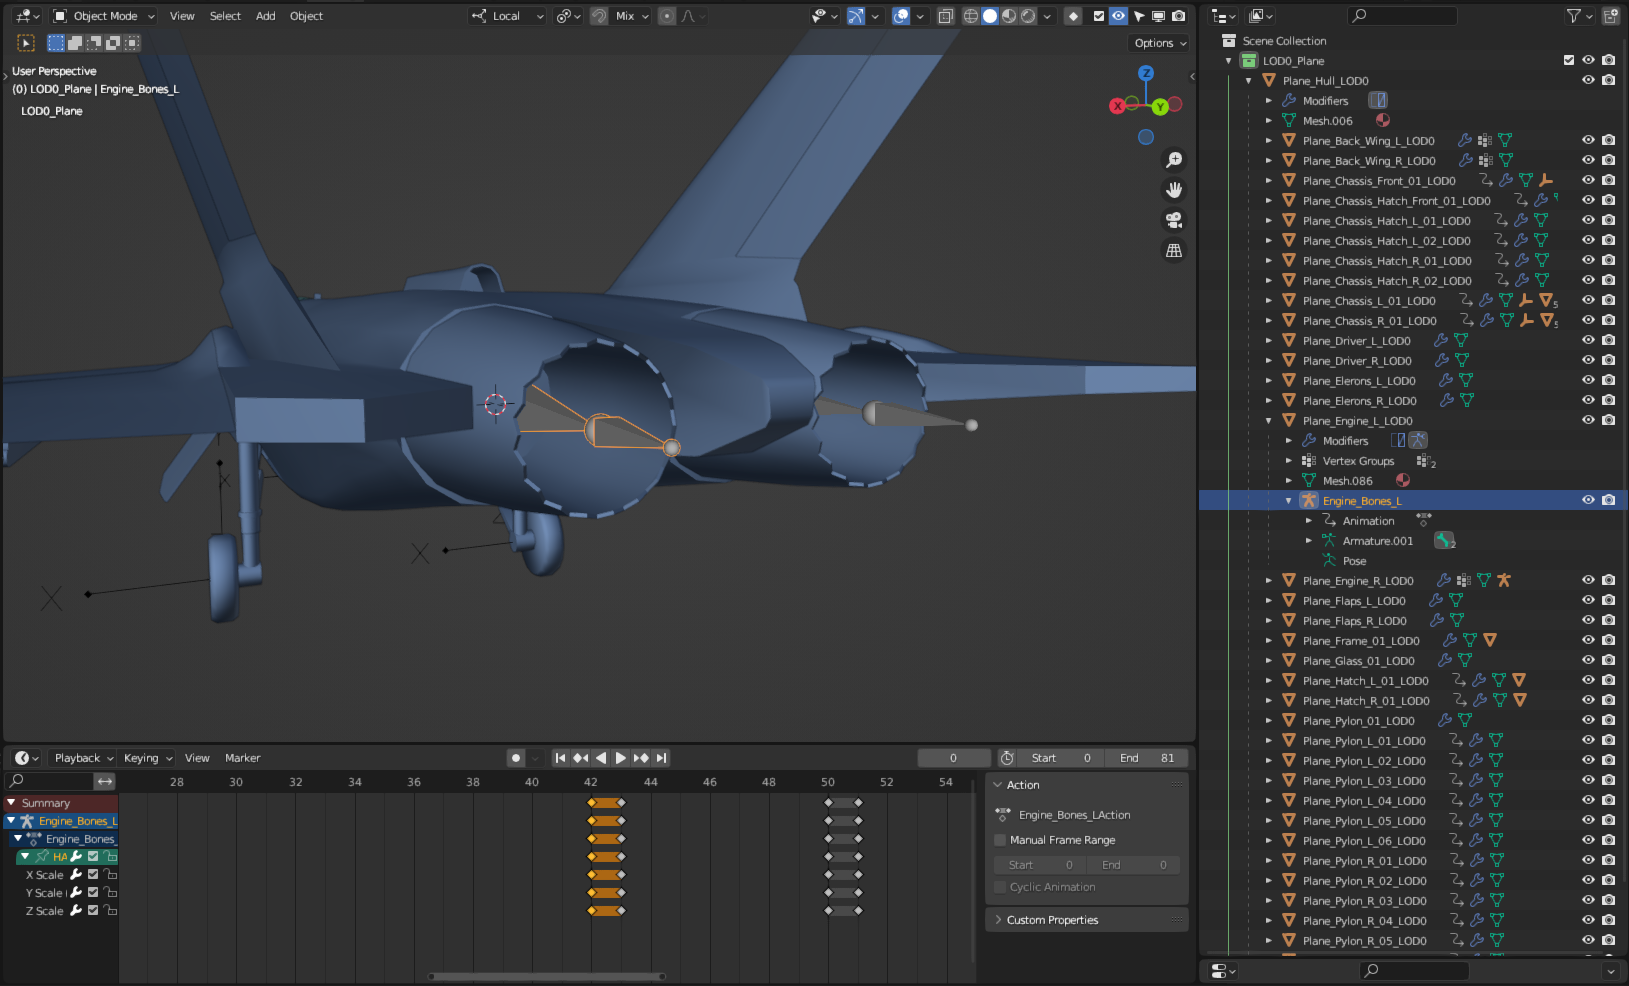 Object Mode
View
Select
Add
Object
Local
Mix
Options
User Perspective
(0) LOD0_Plane | Engine_Bones_L
LOD0_Plane
Z
X
Y
Scene Collection
LOD0_Plane
Plane_Hull_LOD0
Modifiers
Mesh.006
Plane_Back_Wing_L_LOD0
Plane_Back_Wing_R_LOD0
Plane_Chassis_Front_01_LOD0
Plane_Chassis_Hatch_Front_01_LOD0
Plane_Chassis_Hatch_L_01_LOD0
Plane_Chassis_Hatch_L_02_LOD0
Plane_Chassis_Hatch_R_01_LOD0
Plane_Chassis_Hatch_R_02_LOD0
Plane_Chassis_L_01_LOD0 5
Plane_Chassis_R_01_LOD0 5
Plane_Driver_L_LOD0
Plane_Driver_R_LOD0
Plane_Elerons_L_LOD0
Plane_Elerons_R_LOD0
Plane_Engine_L_LOD0
Modifiers
Vertex Groups 2
Mesh.086
Engine_Bones_L
Animation
Armature.001 2
Pose
Plane_Engine_R_LOD0
Plane_Flaps_L_LOD0
Plane_Flaps_R_LOD0
Plane_Frame_01_LOD0
Plane_Glass_01_LOD0
Plane_Hatch_L_01_LOD0
Plane_Hatch_R_01_LOD0
Plane_Pylon_01_LOD0
Plane_Pylon_L_01_LOD0
Plane_Pylon_L_02_LOD0
Plane_Pylon_L_03_LOD0
Plane_Pylon_L_04_LOD0
Plane_Pylon_L_05_LOD0
Plane_Pylon_L_06_LOD0
Plane_Pylon_R_01_LOD0
Plane_Pylon_R_02_LOD0
Plane_Pylon_R_03_LOD0
Plane_Pylon_R_04_LOD0
Plane_Pylon_R_05_LOD0
Playback
Keying
View
Marker
0
Start 0
End 81
28 30 32 34 36 38 40 42 44 46 48 50 52 54
Summary
Engine_Bones_L
Engine_Bones_
HA
X Scale
Y Scale
Z Scale
Action
Engine_Bones_LAction
Manual Frame Range
Start 0
End 0
Cyclic Animation
Custom Properties